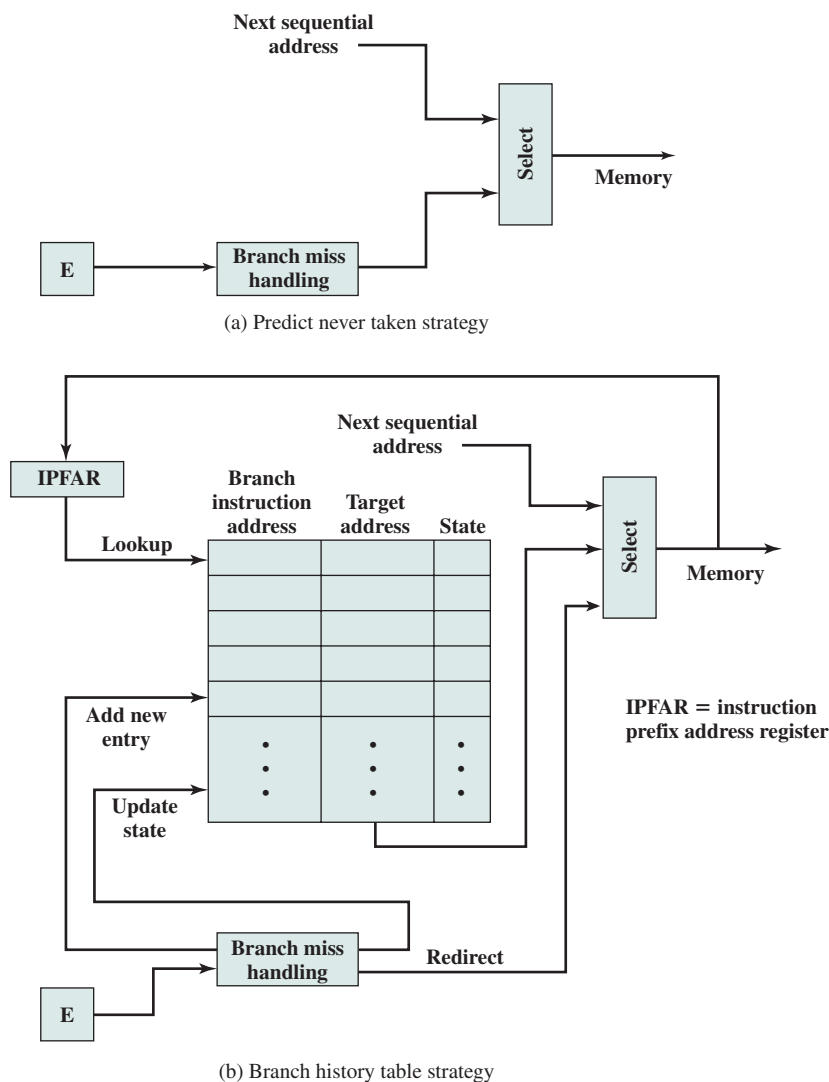 Next sequential
address
Select
Memory
E
Branch miss
handling
(a) Predict never taken strategy
Next sequential
address
IPFAR
Branch
instruction
address
Target
address
State
Lookup
Select
Memory
Add new
entry
IPFAR = instruction
prefix address register
Update
state
Branch miss
handling
Redirect
E
(b) Branch history table strategy